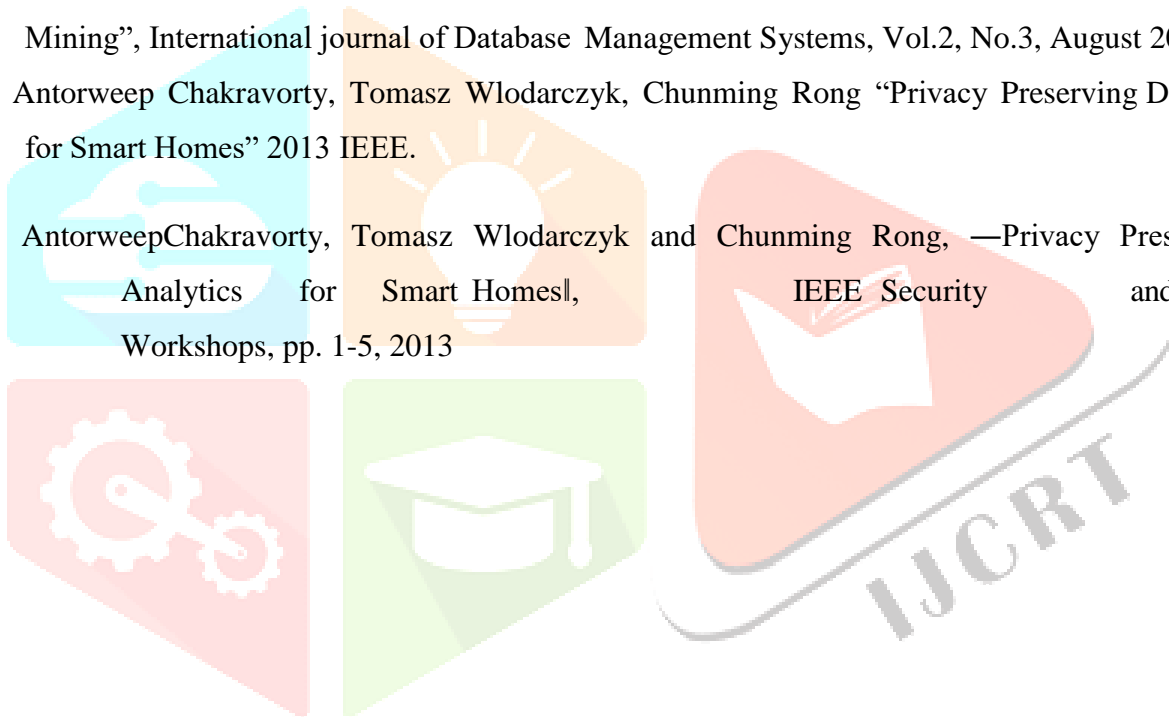 Mining”, International journal of Database Management Systems, Vol.2, No.3, August
Antorweep Chakravorty, Tomasz Wlodarczyk, Chunming Rong “Privacy Preserving
for Smart Homes” 2013 IEEE.
AntorweepChakravorty, Tomasz Wlodarczyk and Chunming Rong, ―Privacy
Analytics for Smart Homes‖, IEEE Security and
Workshops, pp. 1-5, 2013
IJCRT